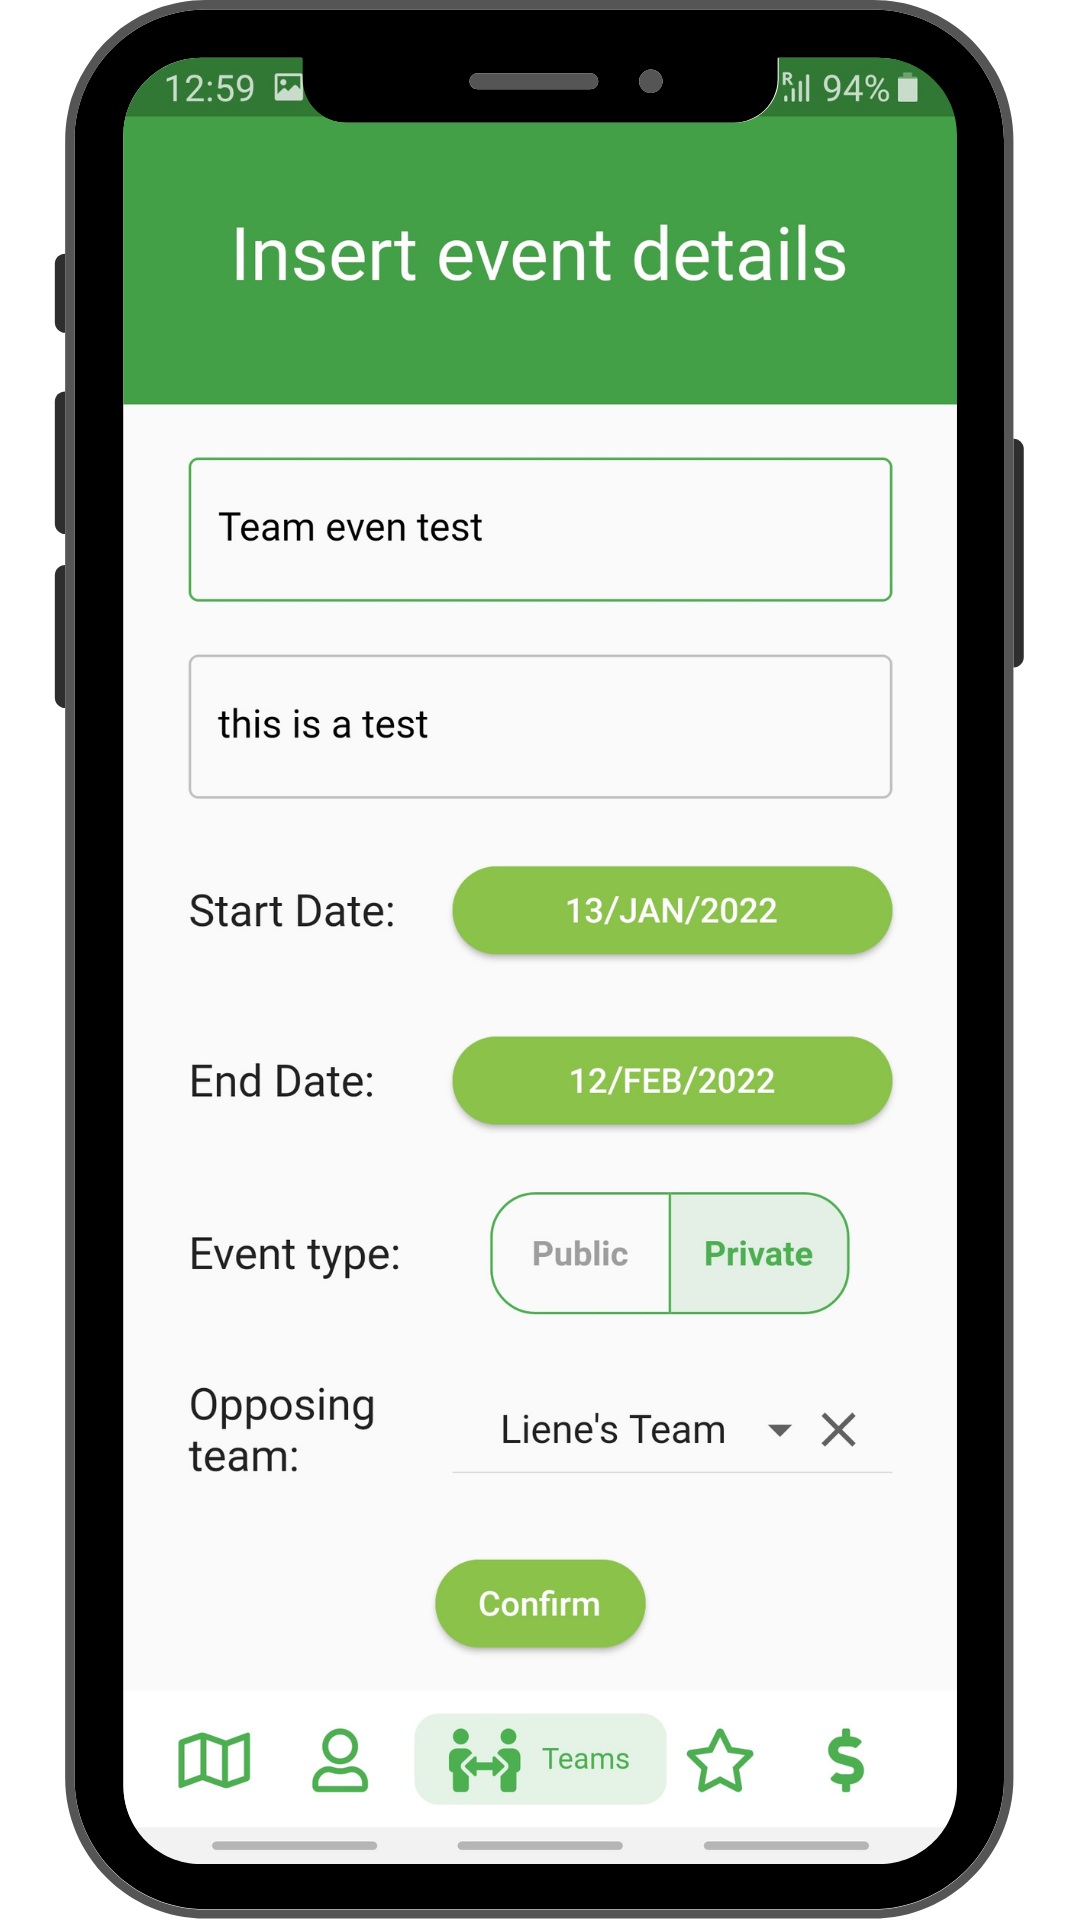 12:59 R 94%
Insert event details
Team even test
this is a test
Start Date: 13/JAN/2022
End Date: 12/FEB/2022
Event type: Public Private
Opposing
team: Liene's Team
Confirm
Teams